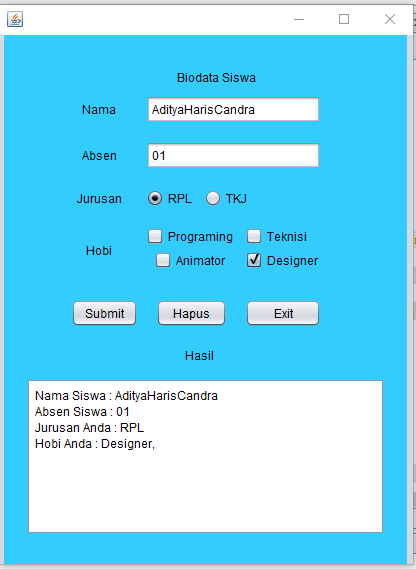 Biodata Siswa
Nama AdityaHarisCandra
Absen 01
Jurusan RPL TKJ
Hobi Programing Teknisi
Animator Designer
Submit Hapus Exit
Hasil
Nama Siswa : AdityaHarisCandra
Absen Siswa : 01
Jurusan Anda : RPL
Hobi Anda : Designer,